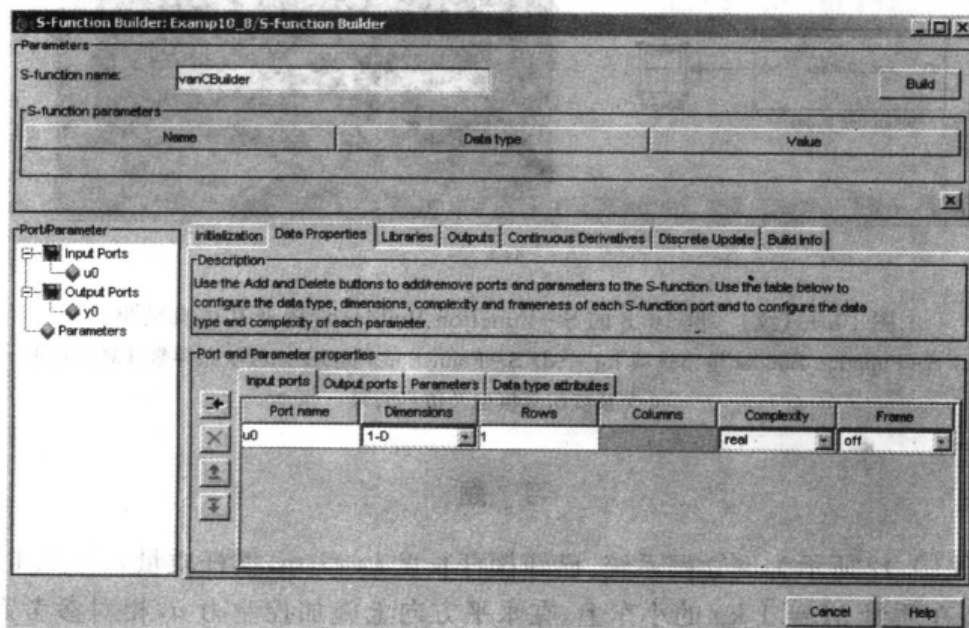 S-Function Builder: Examp10_8/S-Function Builder
Parameters
S-function name:
vanCBuilder
Build
S-function parameters
Name
Data type
Value
Port/Parameter
Input Ports
u0
Output Ports
y0
Parameters
Initialization
Data Properties
Libraries
Outputs
Continuous Derivatives
Discrete Update
Build Info
Description
Use the Add and Delete buttons to add/remove ports and parameters to the S-function. Use the table below to
configure the data type, dimensions, complexity and frameness of each S-function port and to configure the data
type and complexity of each parameter.
Port and Parameter properties
Input ports
Output ports
Parameters
Data type attributes
Port name
Dimensions
Rows
Columns
Complexity
Frame
u0
1-D
1
real
off
Cancel
Help